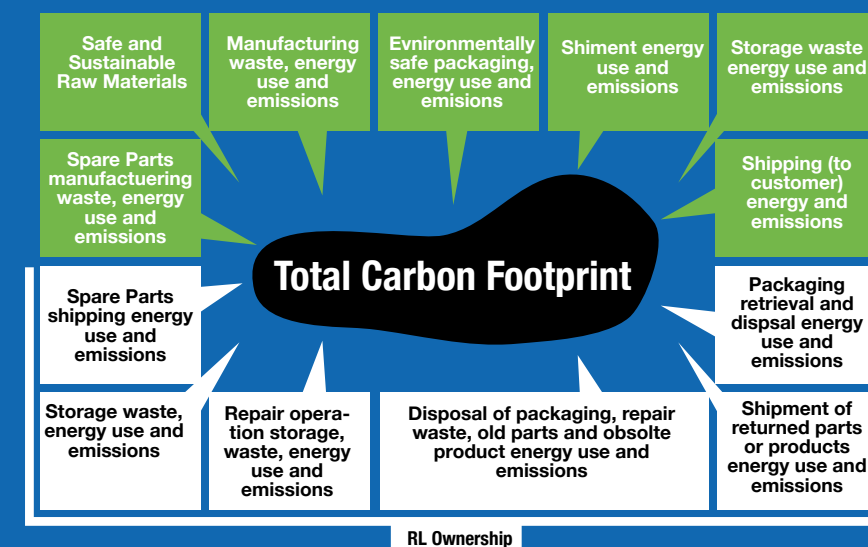 Safe and
Sustainable
Raw Materials
Manufacturing
waste, energy
use and
emissions
Evnironmentally
safe packaging,
energy use and
emisions
Shiment energy
use and
emissions
Storage waste
energy use and
emissions
Spare Parts
manufactuering
waste, energy
use and
emissions
Shipping (to
customer)
energy and
emissions
Total Carbon Footprint
Spare Parts
shipping energy
use and
emissions
Packaging
retrieval and
dispsal energy
use and
emissions
Storage waste,
energy use and
emissions
Repair opera-
tion storage,
waste, energy
use and
emissions
Disposal of packaging, repair
waste, old parts and obsolte
product energy use and
emissions
Shipment of
returned parts
or products
energy use and
emissions
RL Ownership